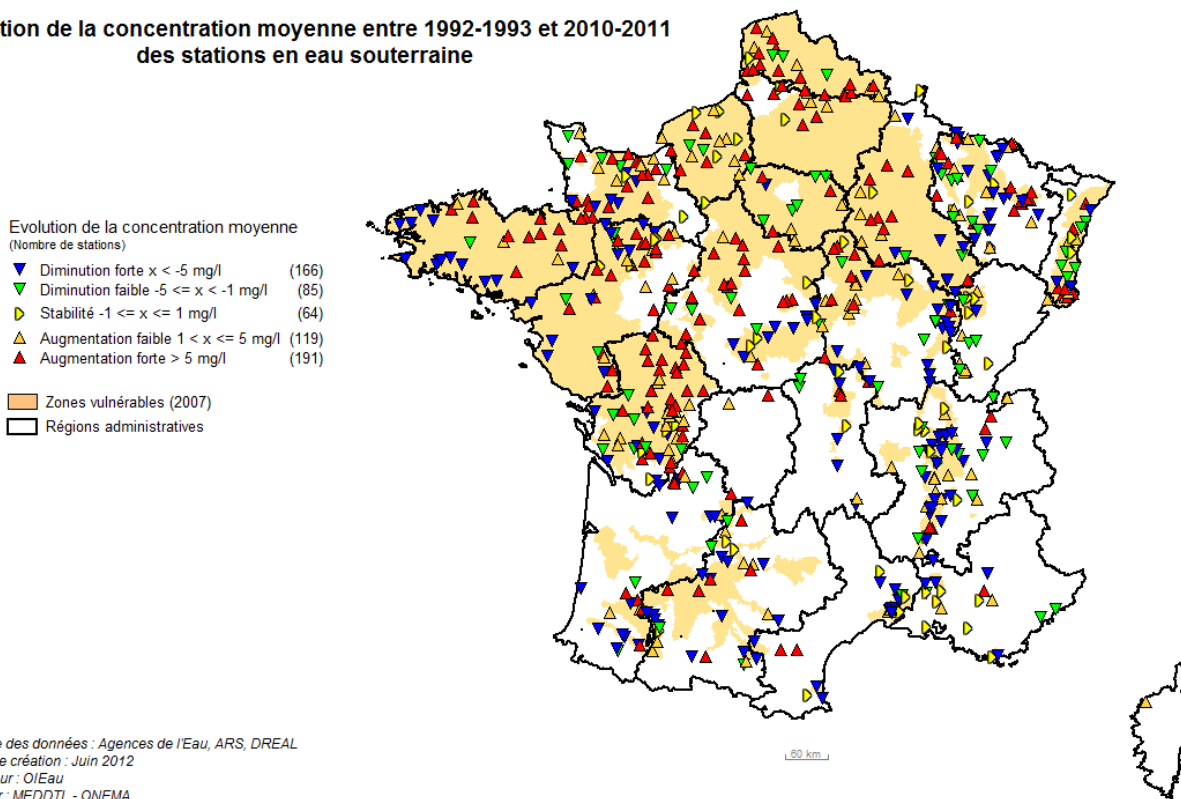 tion de la concentration moyenne entre 1992-1993 et 2010-2011
des stations en eau souterraine
Evolution de la concentration moyenne
(Nombre de stations)
Diminution forte x < -5 mg/l (166)
Diminution faible -5 <= x < -1 mg/l (85)
Stabilité -1 <= x <= 1 mg/l (64)
Augmentation faible 1 < x <= 5 mg/l (119)
Augmentation forte > 5 mg/l (191)
Zones vulnérables (2007)
Régions administratives
60 km
e des données : Agences de l'Eau, ARS, DREAL
e création : Juin 2012
ur : OIEau
r : MEDDTL - ONEMA